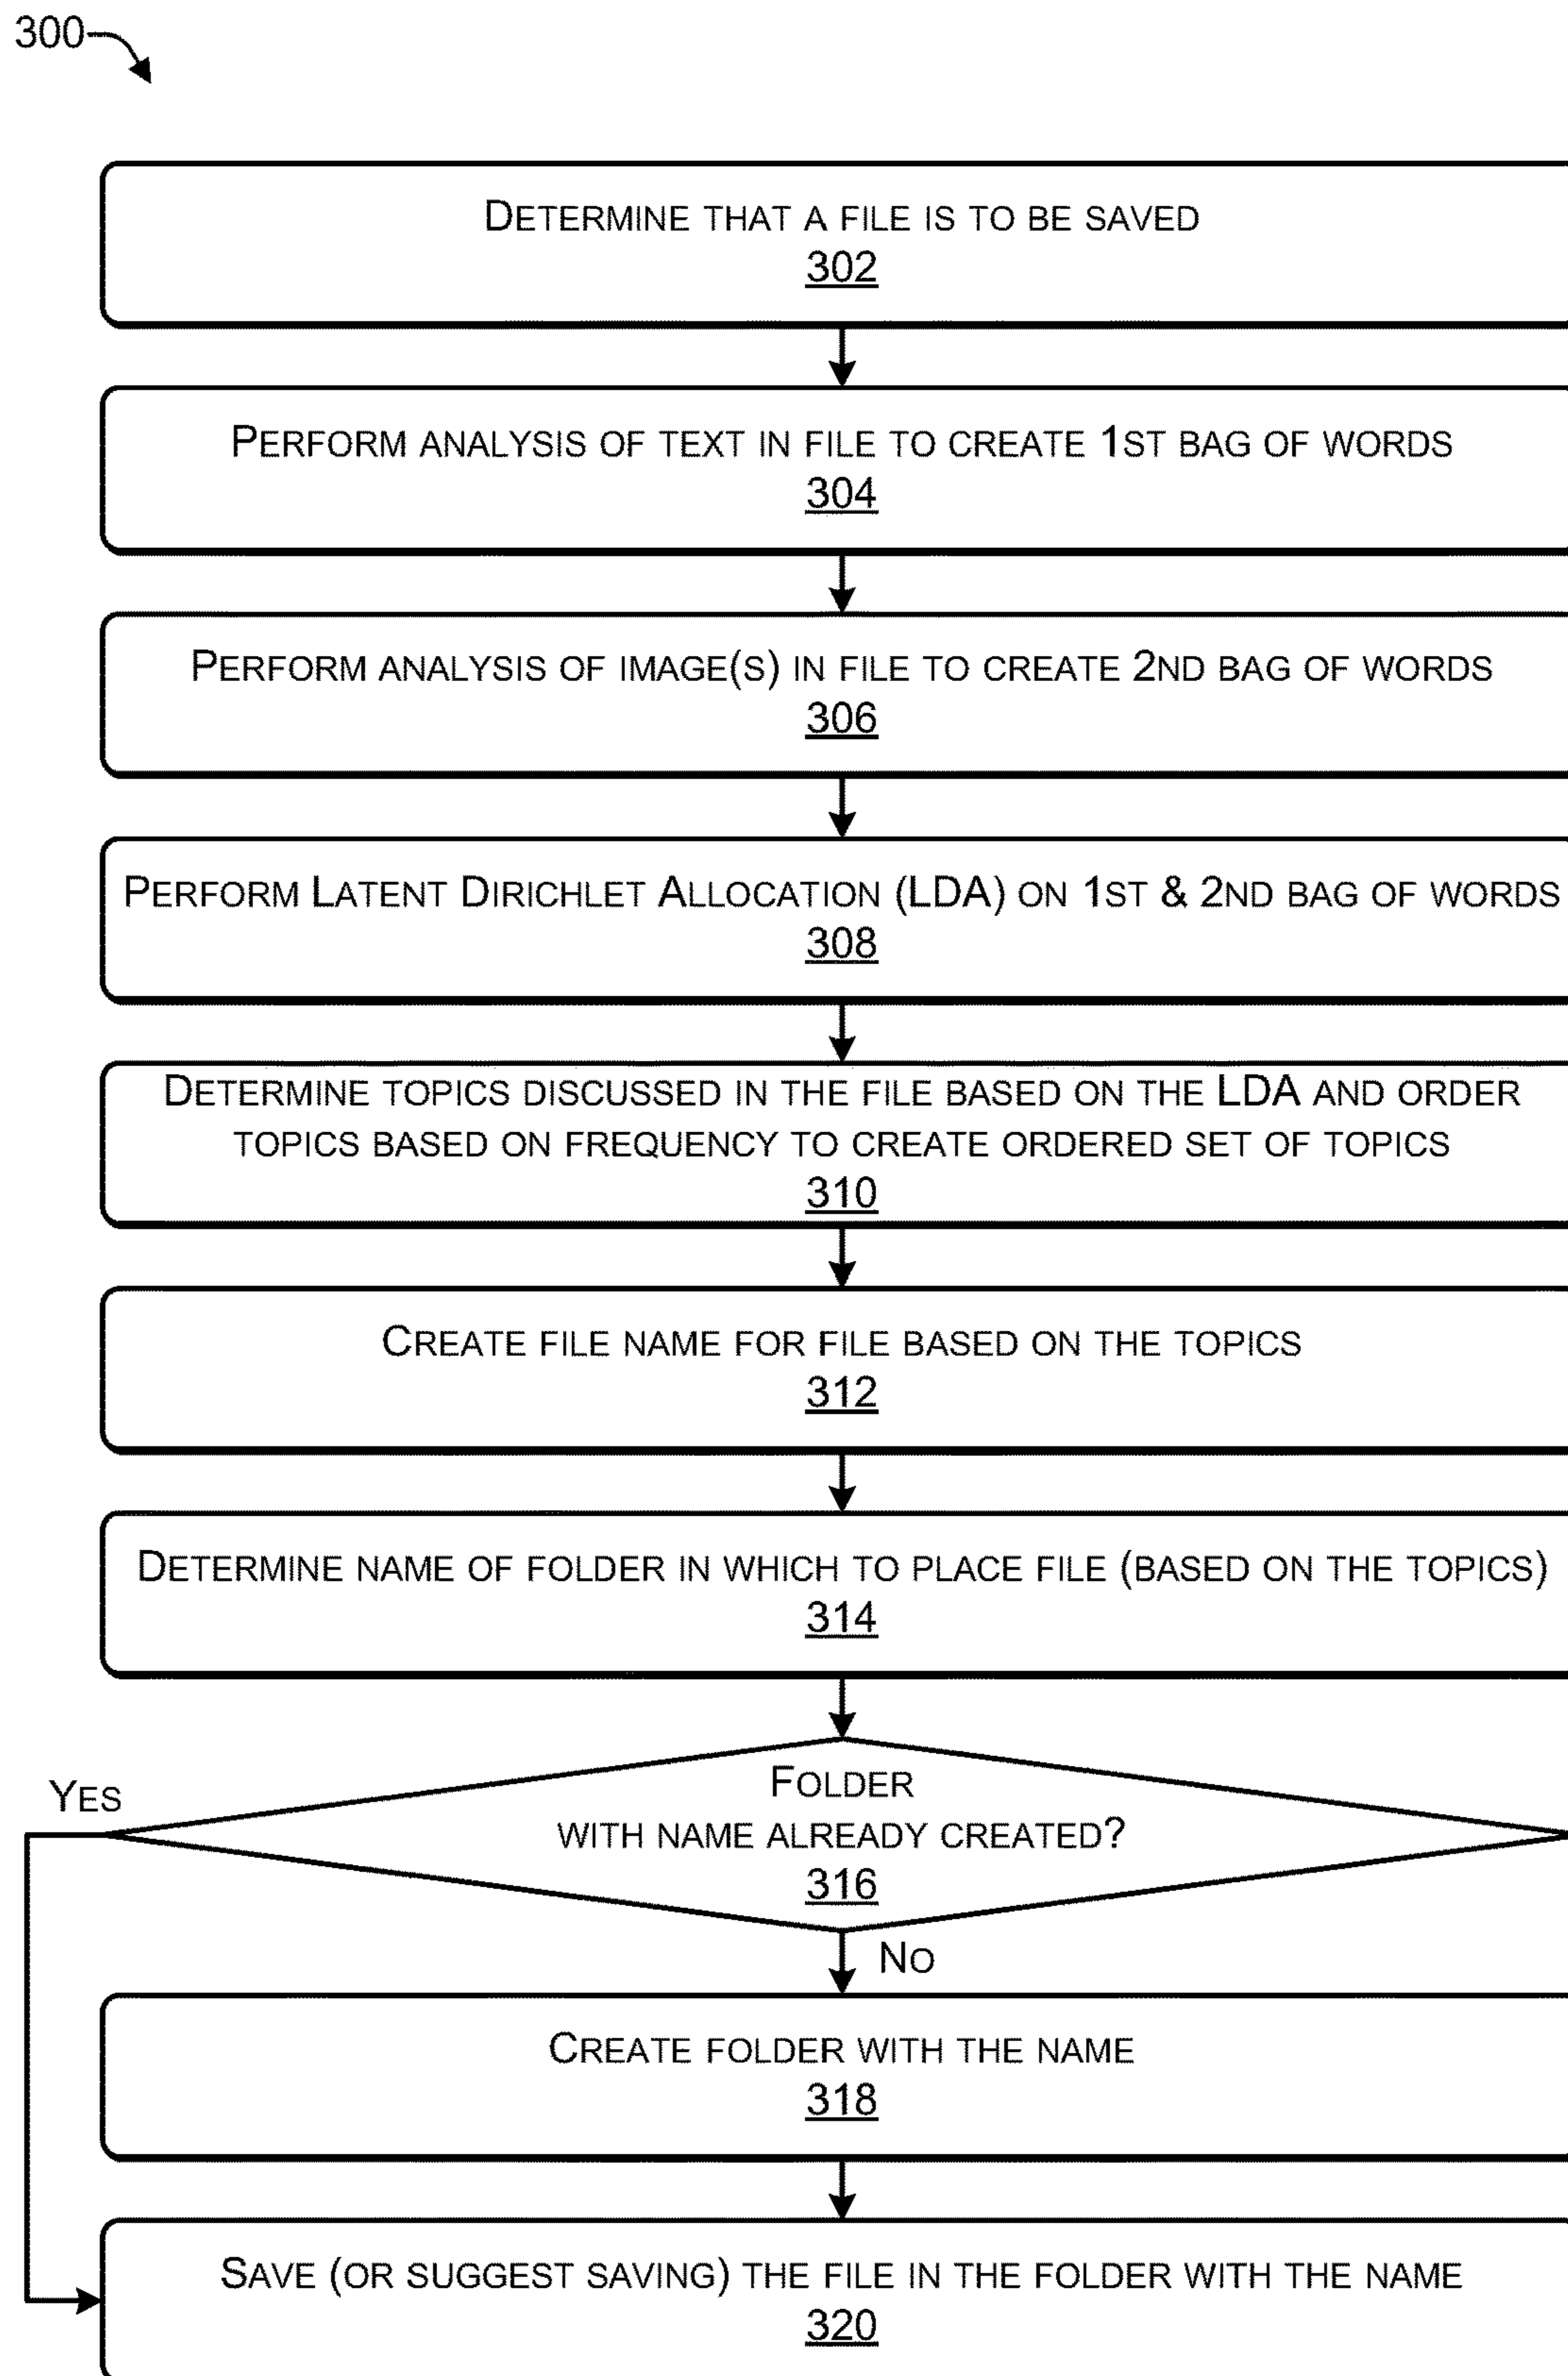 300
Determine that a file is to be saved
302
Perform analysis of text in file to create 1st bag of words
304
Perform analysis of image(s) in file to create 2nd bag of words
306
Perform Latent Dirichlet Allocation (LDA) on 1st & 2nd bag of words
308
Determine topics discussed in the file based on the LDA and order
topics based on frequency to create ordered set of topics
310
Create file name for file based on the topics
312
Determine name of folder in which to place file (based on the topics)
314
Yes
Folder
with name already created?
316
No
Create folder with the name
318
Save (or suggest saving) the file in the folder with the name
320